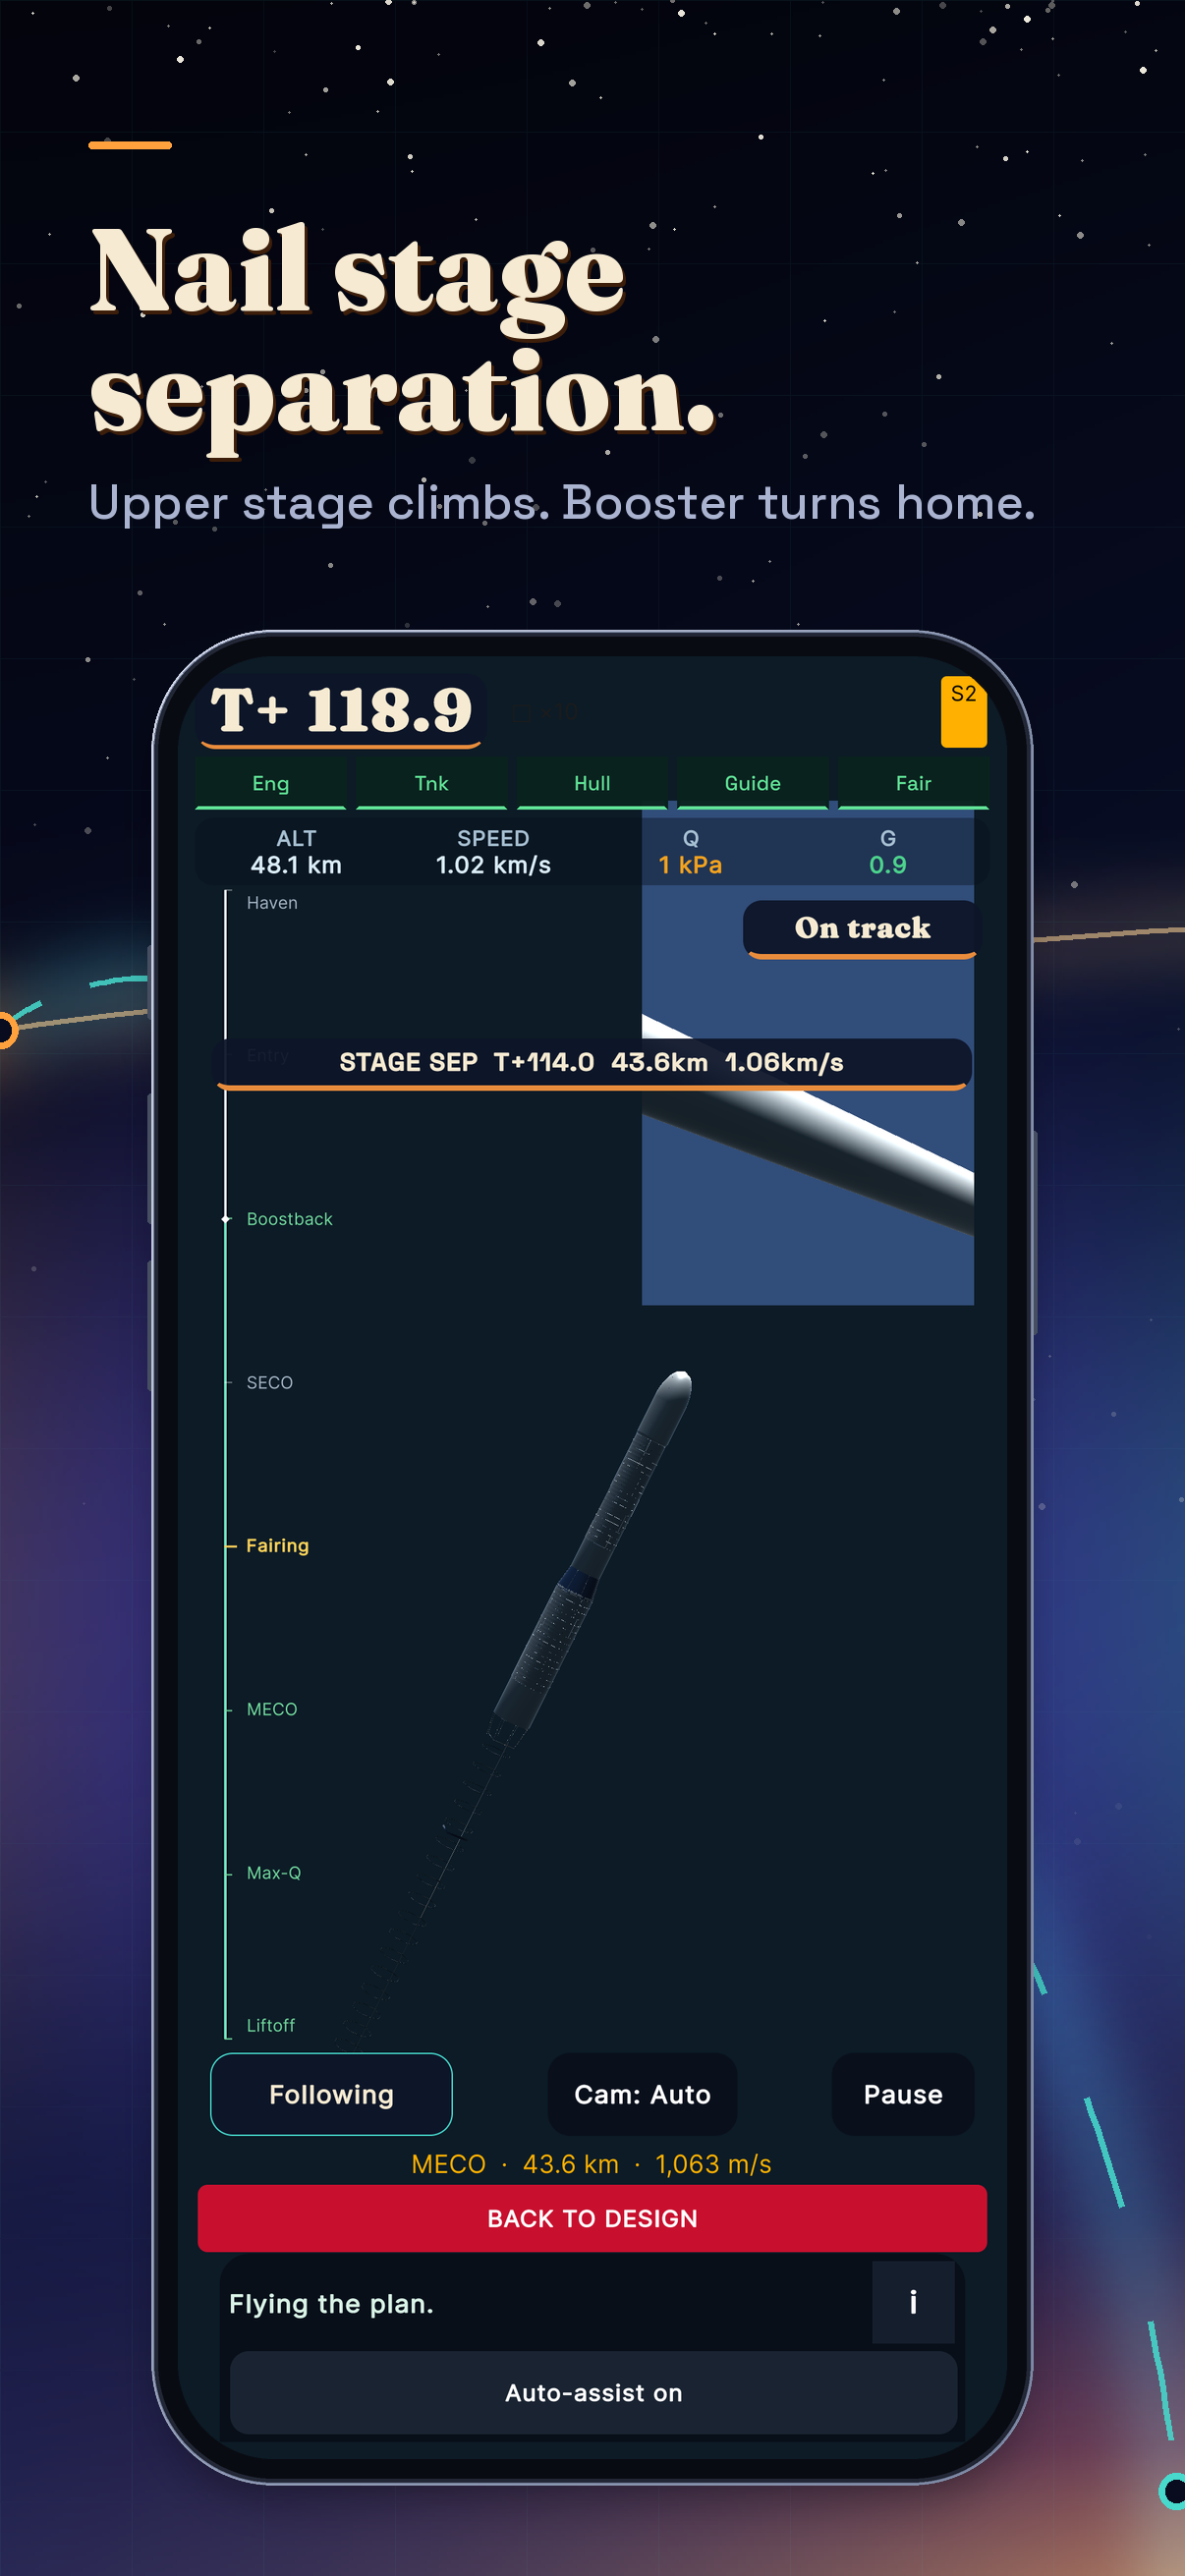 Nail stage
separation.
Upper stage climbs. Booster turns home.
T+ 118.9
S2
Eng Tnk Hull Guide Fair
ALT SPEED Q G
48.1 km 1.02 km/s 1 kPa 0.9
Haven
On track
Entry
STAGE SEP T+114.0 43.6km 1.06km/s
Boostback
SECO
Fairing
MECO
Max-Q
Liftoff
Following Cam: Auto Pause
MECO · 43.6 km · 1,063 m/s
BACK TO DESIGN
Flying the plan. i
Auto-assist on